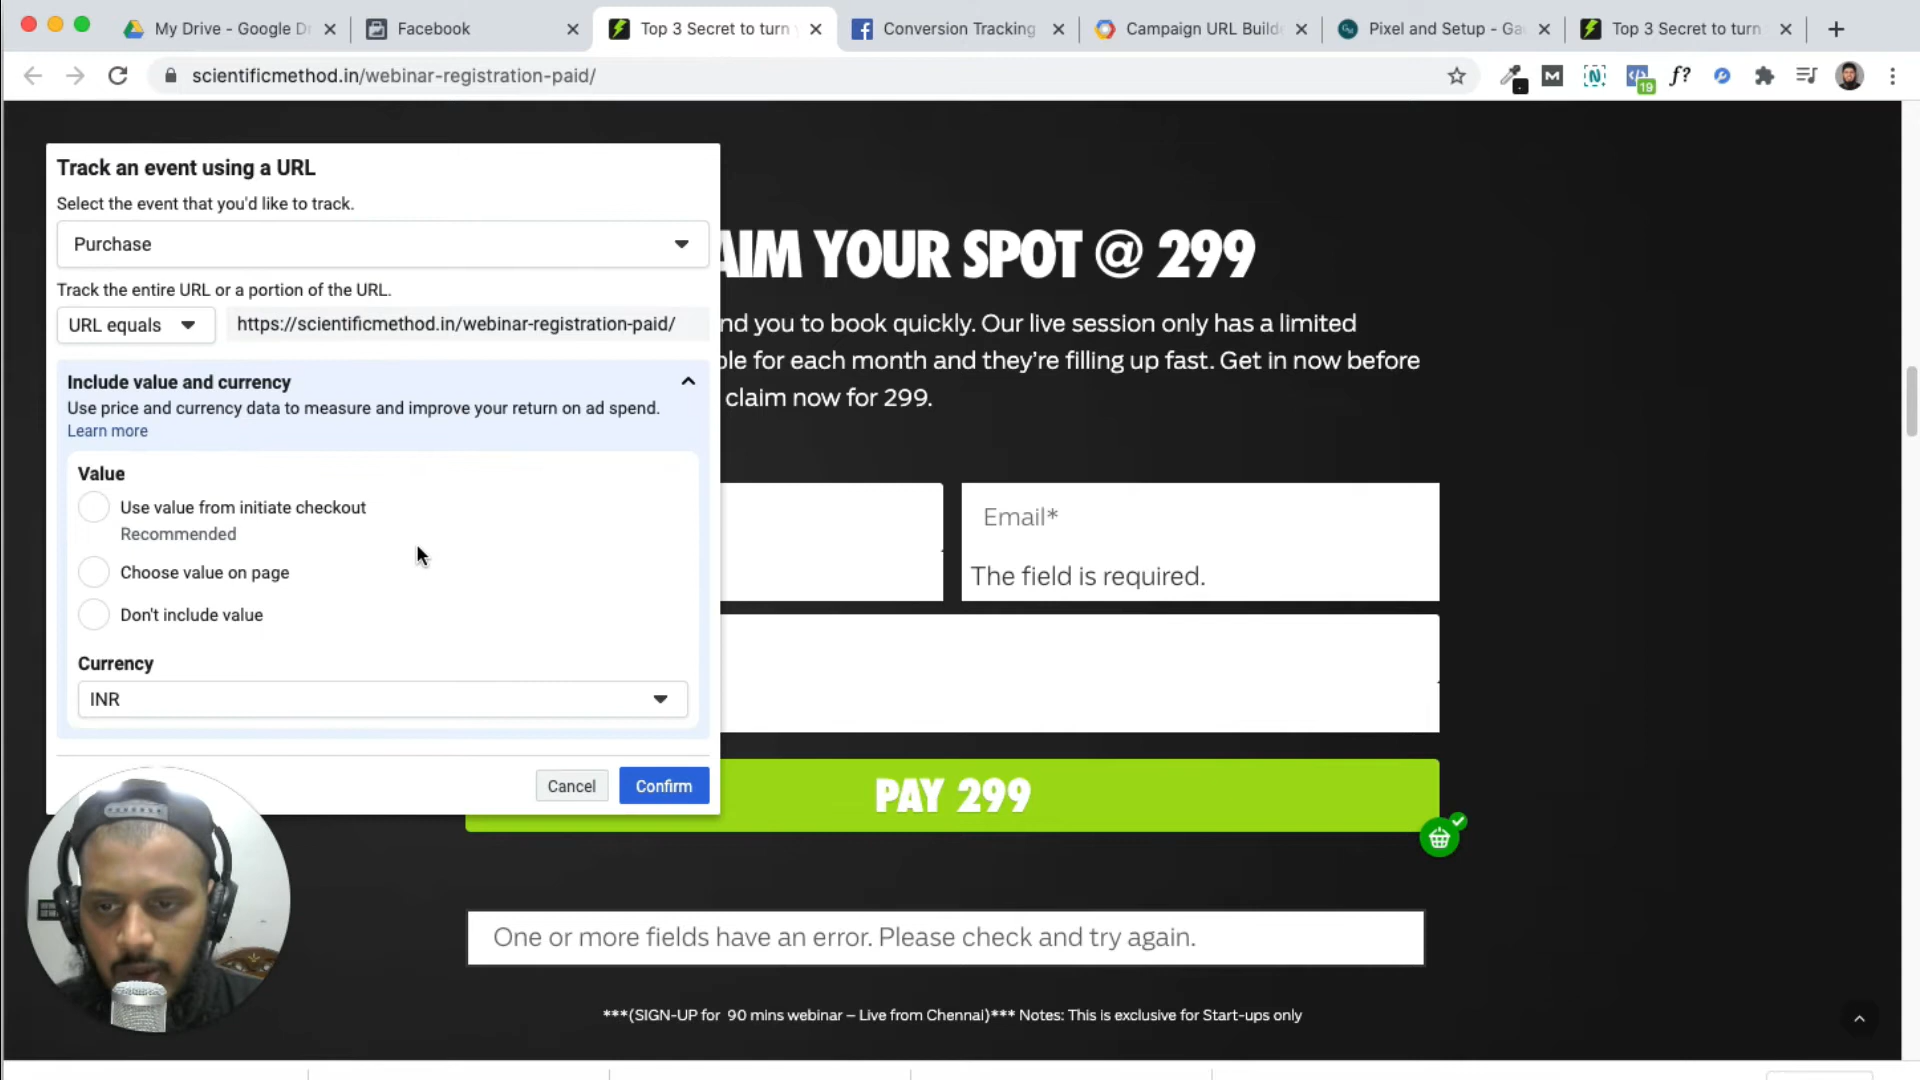 My Drive - Google D
Facebook
Top 3 Secret to turn
Conversion Tracking
Campaign URL Build
Pixel and Setup - Ga
Top 3 Secret to turn
scientificmethod.in/webinar-registration-paid/
M
N
19
f?
Track an event using a URL
Select the event that you'd like to track.
Purchase
Track the entire URL or a portion of the URL.
URL equals
https://scientificmethod.in/webinar-registration-paid/
Include value and currency
Use price and currency data to measure and improve your return on ad spend.
Learn more
Value
Use value from initiate checkout
Recommended
Choose value on page
Don't include value
Currency
INR
Cancel
Confirm
AIM YOUR SPOT @ 299
nd you to book quickly. Our live session only has a limited
ble for each month and they're filling up fast. Get in now before
claim now for 299.
Email*
The field is required.
PAY 299
One or more fields have an error. Please check and try again.
***(SIGN-UP for 90 mins webinar – Live from Chennai)*** Notes: This is exclusive for Start-ups only